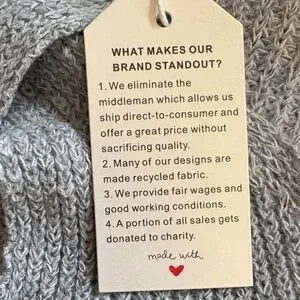 WHAT MAKES OUR
BRAND STANDOUT?
1. We eliminate the
middleman which allows us
ship direct-to-consumer and
offer a great price without
sacrificing quality.
2. Many of our designs are
made recycled fabric.
3. We provide fair wages and
good working conditions.
4. A portion of all sales gets
donated to charity.
made with